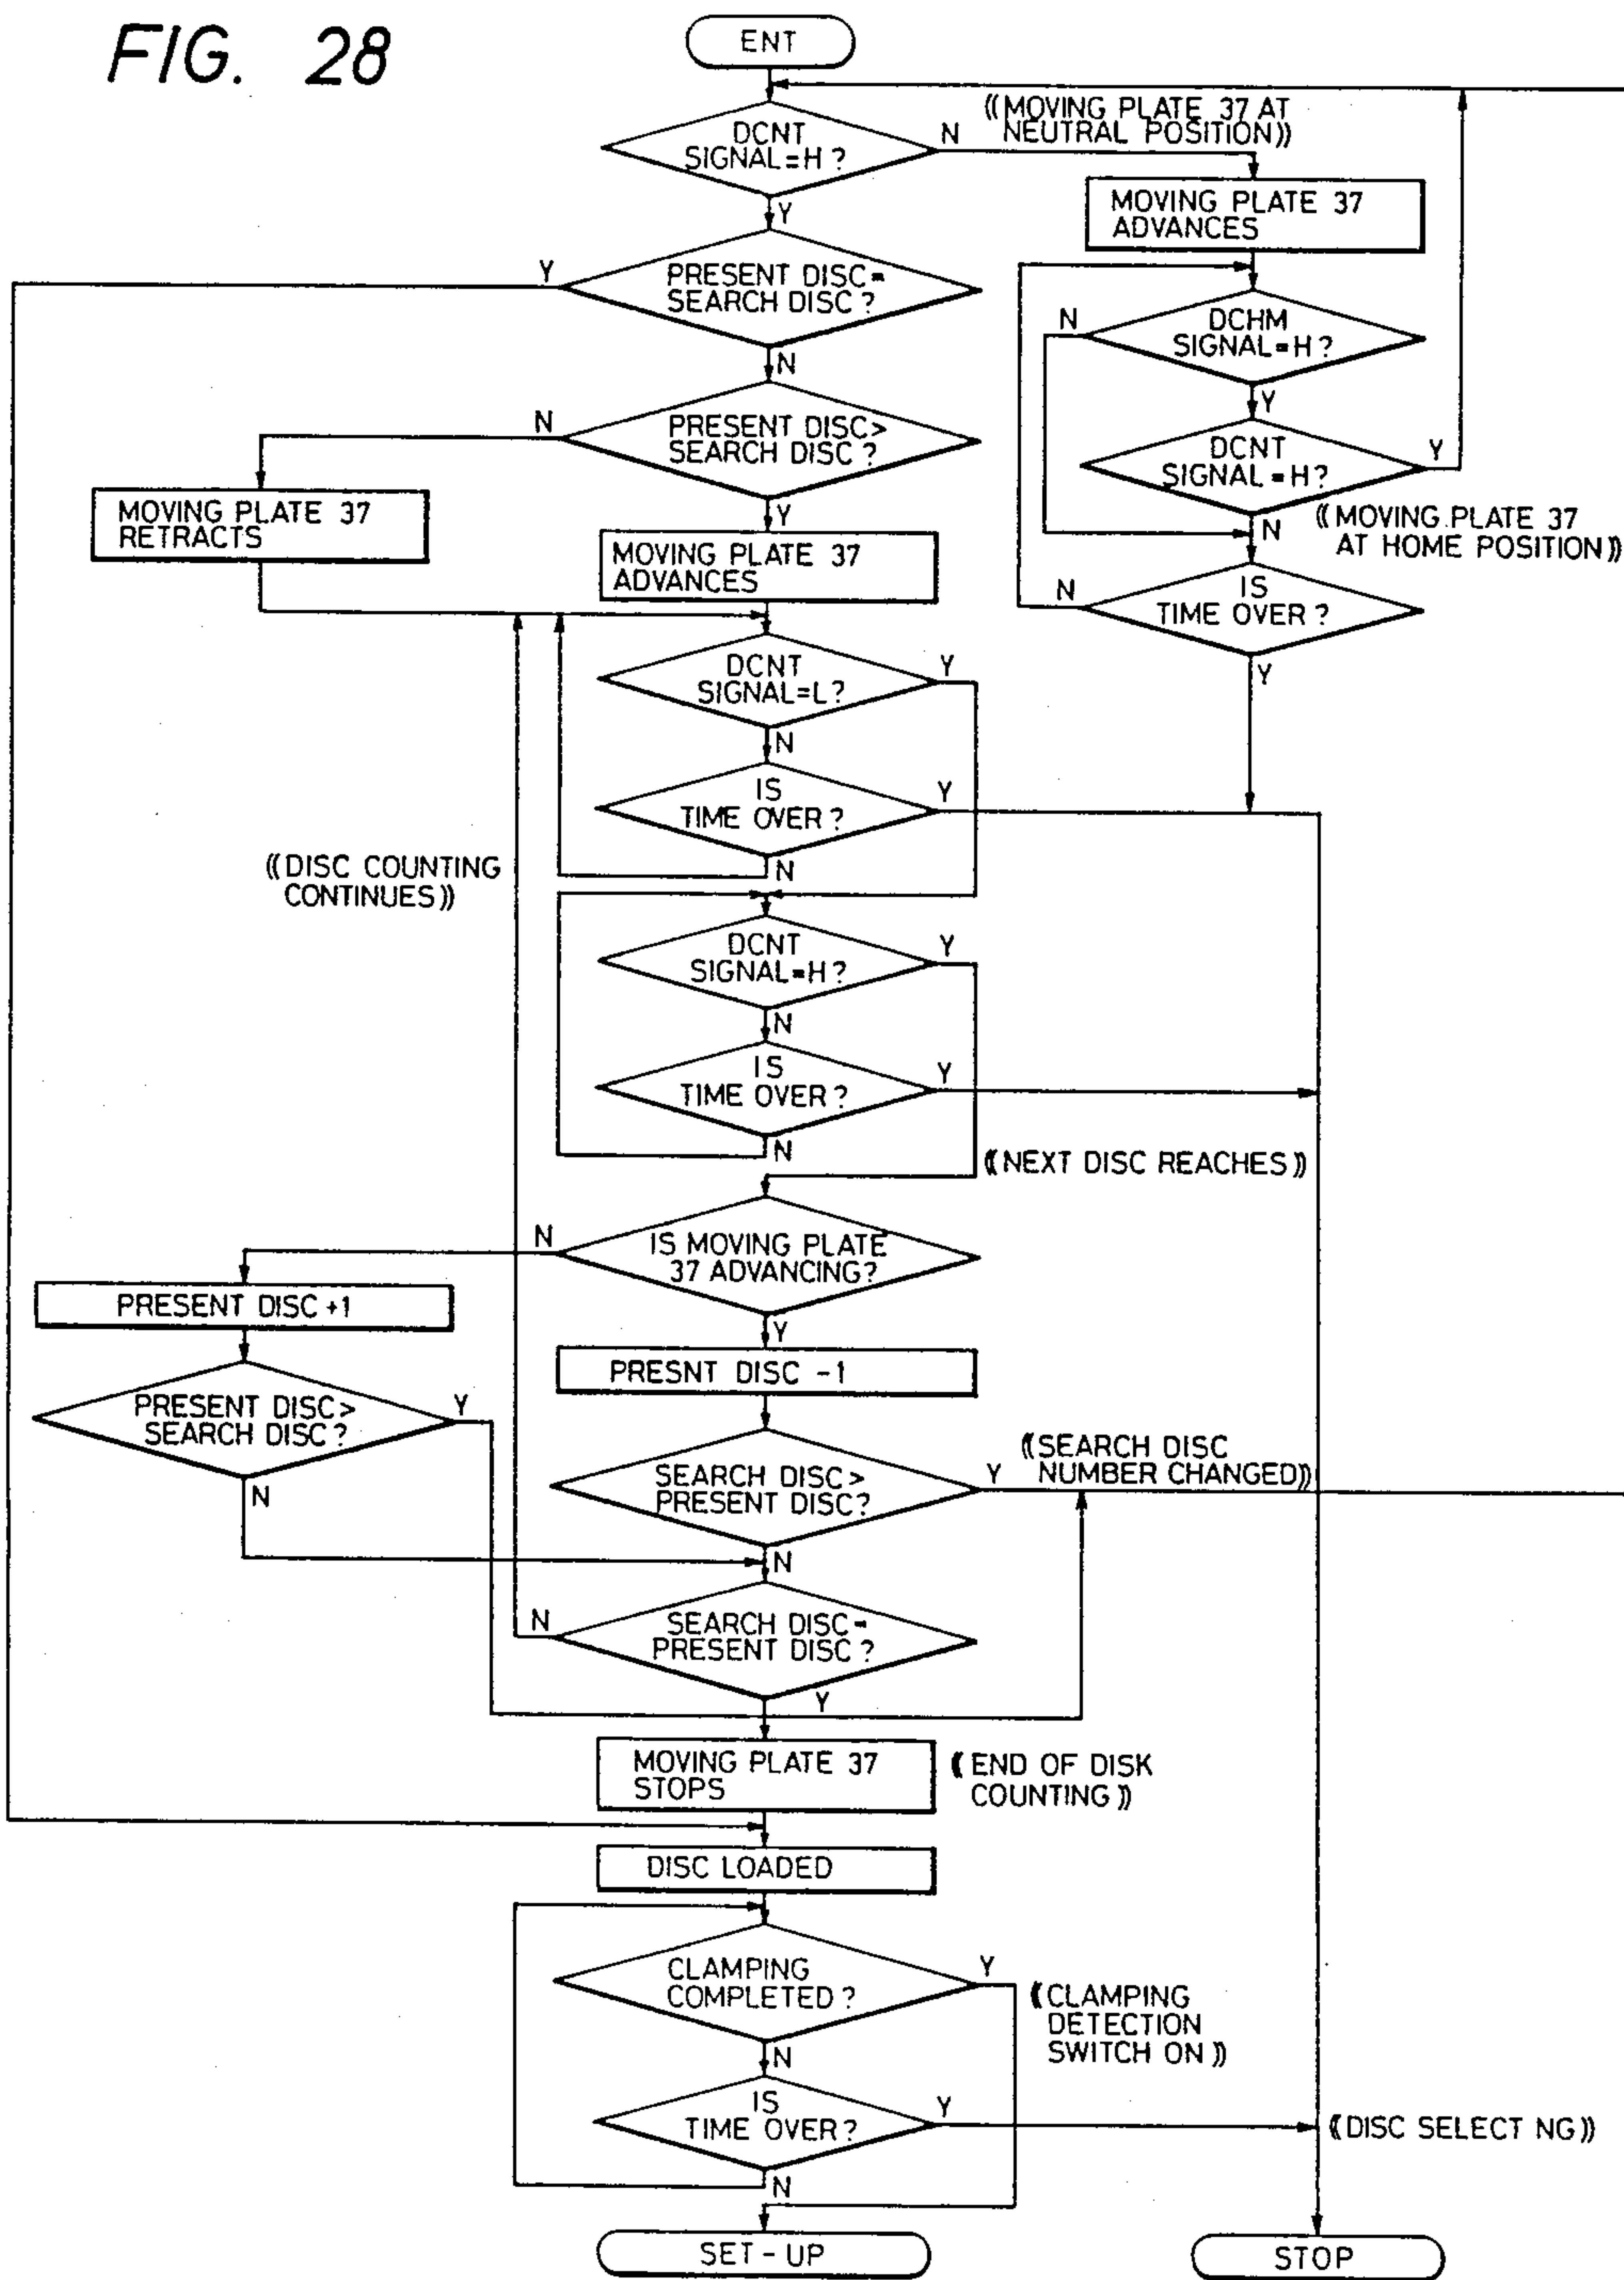 FIG. 28
ENT
DCNT
SIGNAL=H?
N
((MOVING PLATE 37 AT
NEUTRAL POSITION))
Y
MOVING PLATE 37
ADVANCES
Y
PRESENT DISC=
SEARCH DISC?
N
N
DCHM
SIGNAL=H?
Y
N
PRESENT DISC>
SEARCH DISC?
Y
DCNT
SIGNAL=H?
Y
N
((MOVING PLATE 37
AT HOME POSITION))
MOVING PLATE 37
RETRACTS
MOVING PLATE 37
ADVANCES
N
IS
TIME OVER?
Y
DCNT
SIGNAL=L?
Y
N
IS
TIME OVER?
Y
N
((DISC COUNTING
CONTINUES))
DCNT
SIGNAL=H?
Y
N
IS
TIME OVER?
Y
N
((NEXT DISC REACHES))
N
IS MOVING PLATE
37 ADVANCING?
Y
PRESENT DISC +1
PRESNT DISC -1
PRESENT DISC>
SEARCH DISC?
Y
N
SEARCH DISC>
PRESENT DISC?
Y
((SEARCH DISC
NUMBER CHANGED))
N
N
SEARCH DISC=
PRESENT DISC?
Y
MOVING PLATE 37
STOPS
((END OF DISK
COUNTING))
DISC LOADED
CLAMPING
COMPLETED?
Y
((CLAMPING
DETECTION
SWITCH ON))
N
IS
TIME OVER?
Y
((DISC SELECT NG))
N
SET-UP
STOP